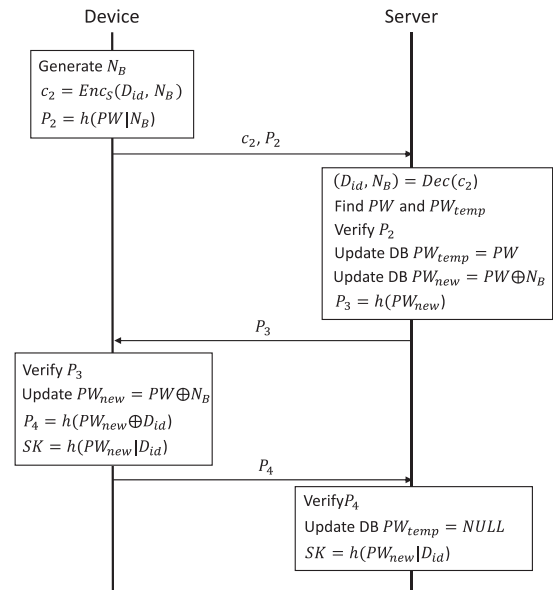 Device
Server
Generate N_B
c_2 = Enc_S(D_id, N_B)
P_2 = h(PW|N_B)
c_2, P_2
(D_id, N_B) = Dec(c_2)
Find PW and PW_temp
Verify P_2
Update DB PW_temp = PW
Update DB PW_new = PW⊕N_B
P_3 = h(PW_new)
P_3
Verify P_3
Update PW_new = PW⊕N_B
P_4 = h(PW_new⊕D_id)
SK = h(PW_new|D_id)
P_4
VerifyP_4
Update DB PW_temp = NULL
SK = h(PW_new|D_id)